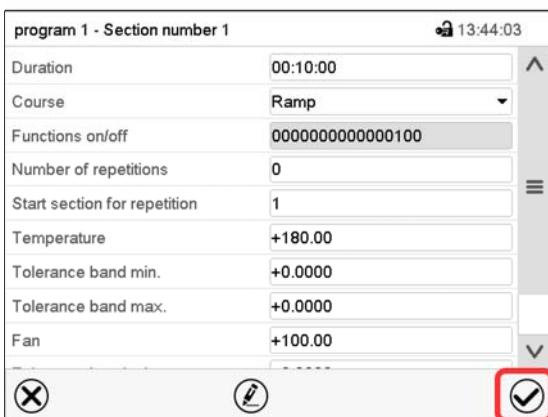 program 1 - Section number 1 13:44:03
Duration 00:10:00
Course Ramp
Functions on/off 0000000000000100
Number of repetitions 0
Start section for repetition 1
Temperature +180.00
Tolerance band min. +0.0000
Tolerance band max. +0.0000
Fan +100.00